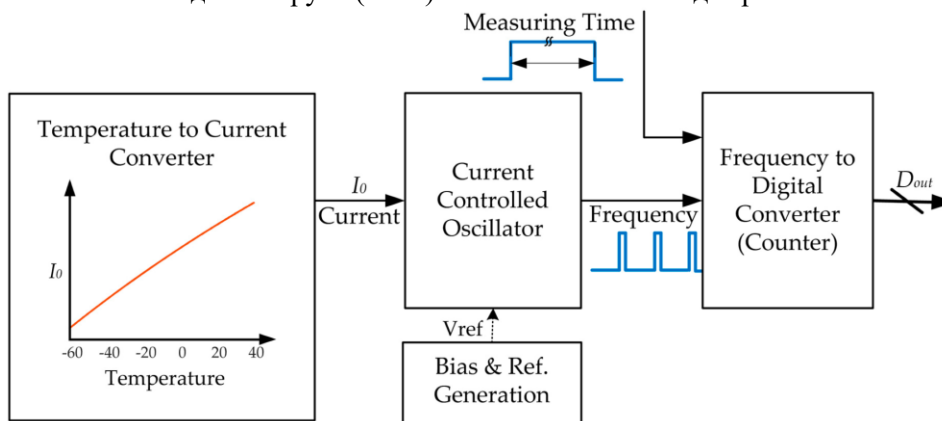 Measuring Time
Temperature to Current
Converter
I₀
-60 -40 -20 0 20 40
Temperature
I₀
Current
Current
Controlled
Oscillator
Vref
Bias & Ref.
Generation
Frequency
Frequency to
Digital
Converter
(Counter)
Dout